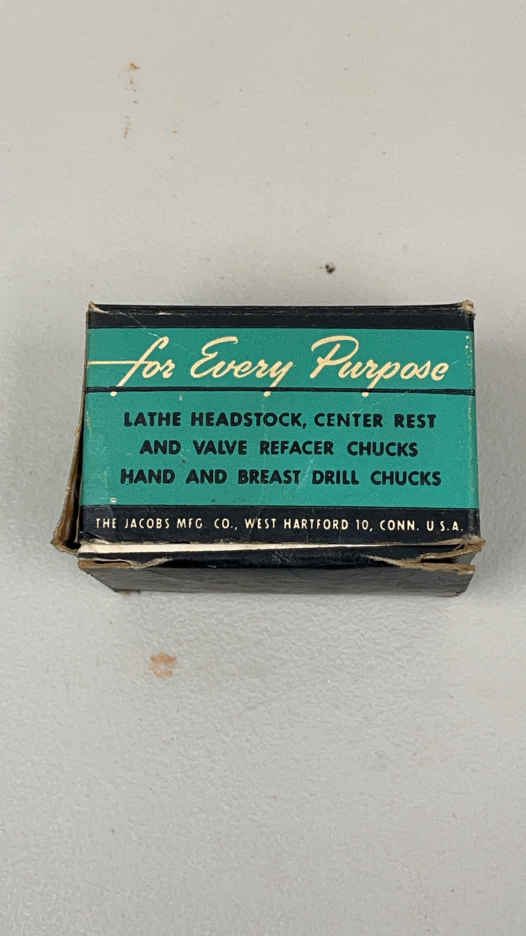 for Every Purpose
LATHE HEADSTOCK, CENTER REST
AND VALVE REFACER CHUCKS
HAND AND BREAST DRILL CHUCKS
THE JACOBS MFG. CO., WEST HARTFORD 10, CONN. U.S.A.